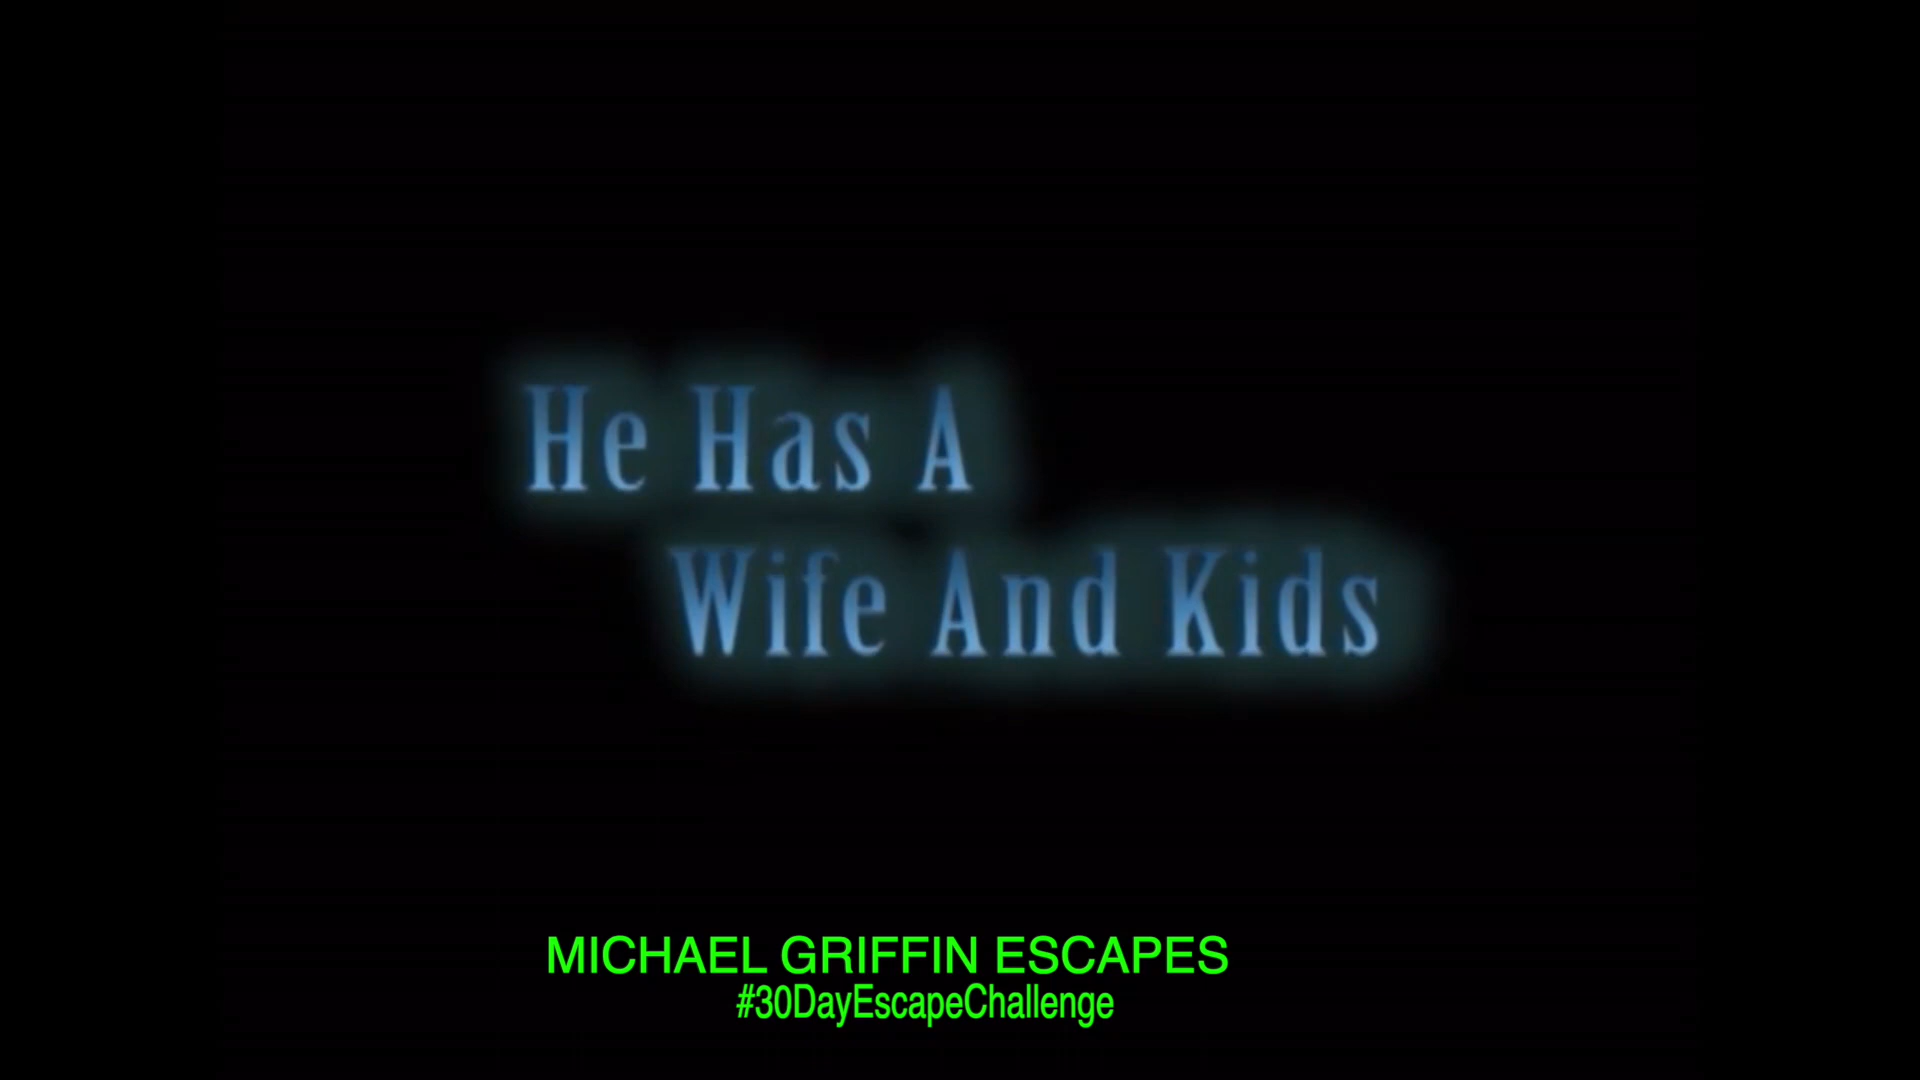 He Has A
Wife And Kids
MICHAEL GRIFFIN ESCAPES
#30DayEscapeChallenge